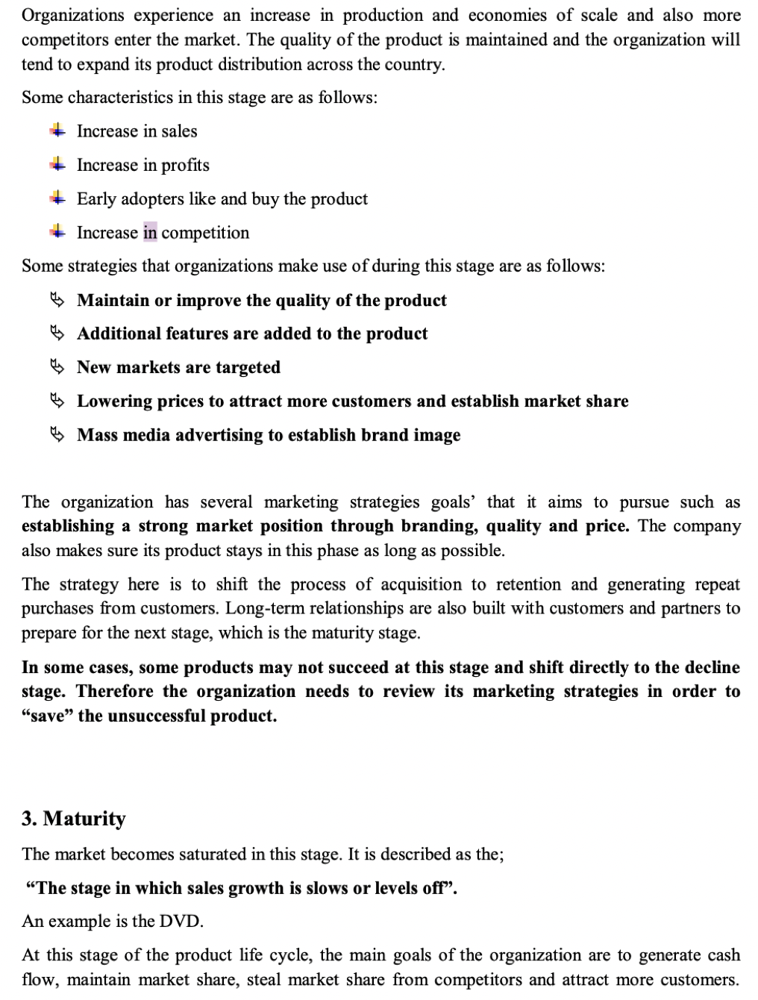 Organizations experience an increase in production and economies of scale and also more
competitors enter the market. The quality of the product is maintained and the organization will
tend to expand its product distribution across the country.
Some characteristics in this stage are as follows:
Increase in sales
Increase in profits
Early adopters like and buy the product
Increase in competition
Some strategies that organizations make use of during this stage are as follows:
Maintain or improve the quality of the product
Additional features are added to the product
New markets are targeted
Lowering prices to attract more customers and establish market share
Mass media advertising to establish brand image
The organization has several marketing strategies goals’ that it aims to pursue such as
establishing a strong market position through branding, quality and price. The company
also makes sure its product stays in this phase as long as possible.
The strategy here is to shift the process of acquisition to retention and generating repeat
purchases from customers. Long-term relationships are also built with customers and partners to
prepare for the next stage, which is the maturity stage.
In some cases, some products may not succeed at this stage and shift directly to the decline
stage. Therefore the organization needs to review its marketing strategies in order to
“save” the unsuccessful product.
3. Maturity
The market becomes saturated in this stage. It is described as the;
“The stage in which sales growth is slows or levels off”.
An example is the DVD.
At this stage of the product life cycle, the main goals of the organization are to generate cash
flow, maintain market share, steal market share from competitors and attract more customers.